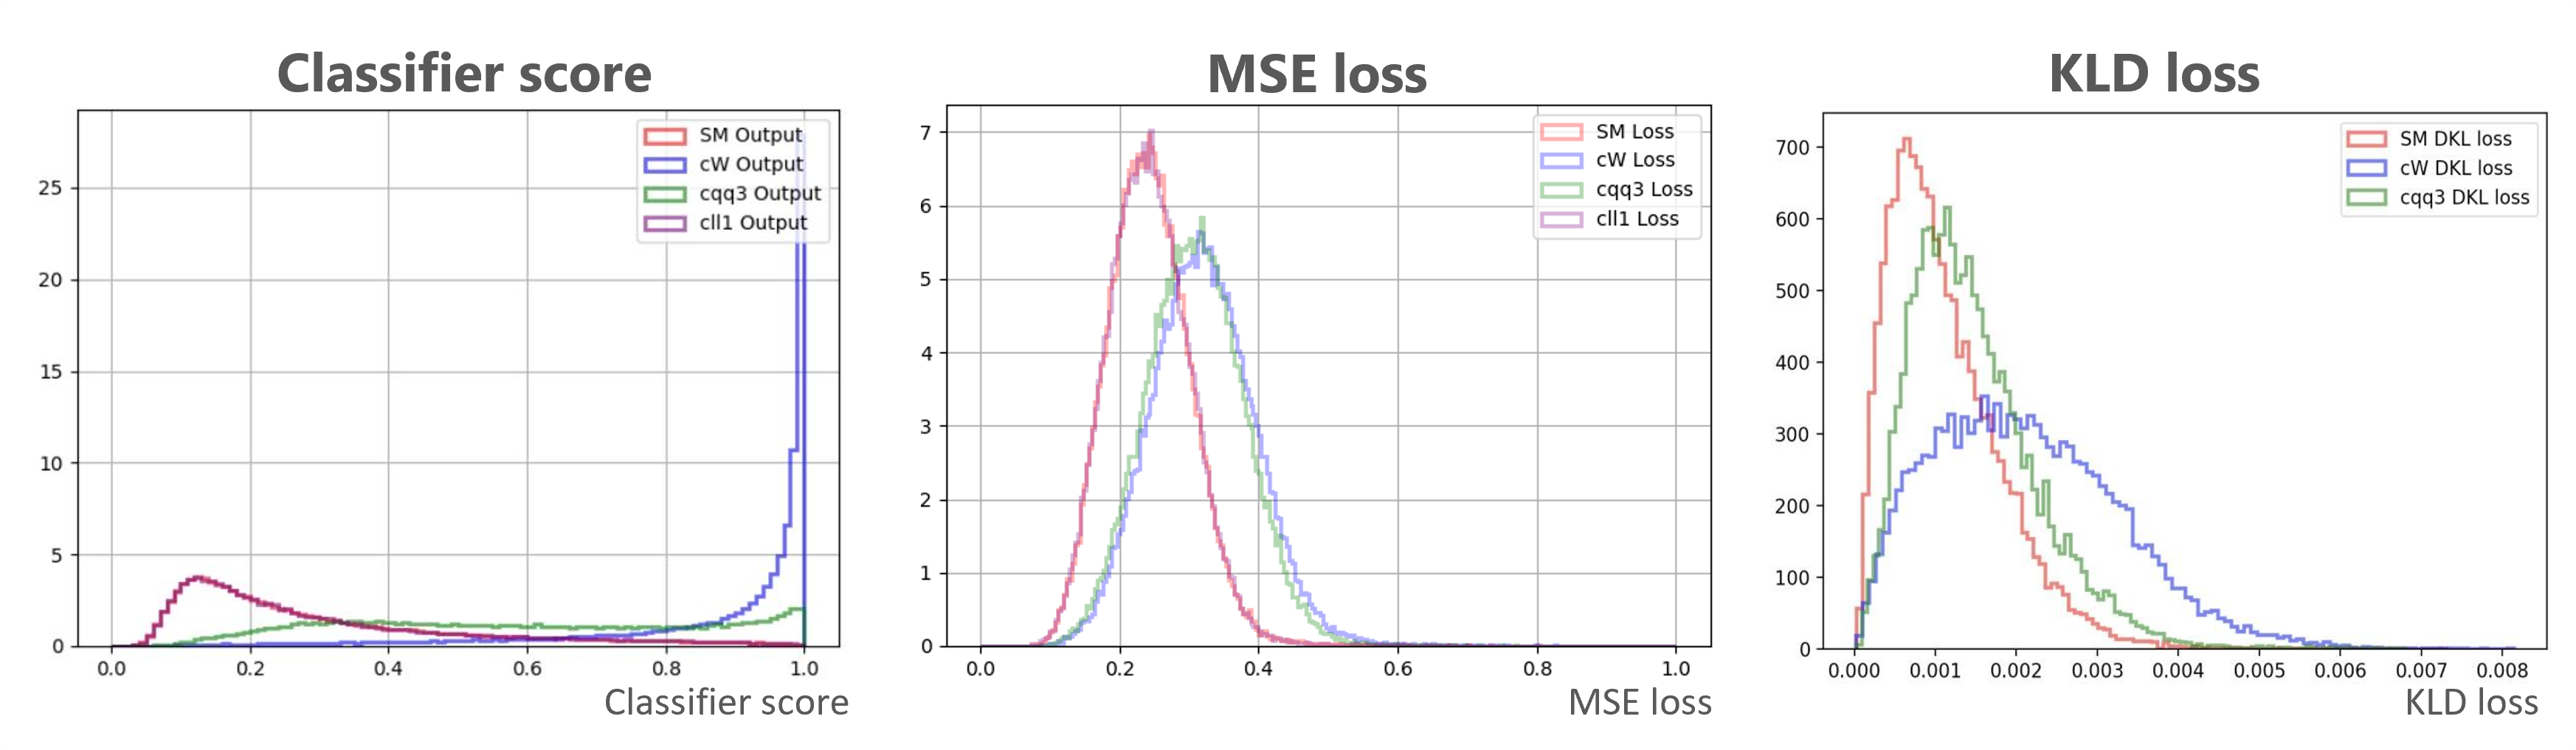 Classifier score
SM Output
cW Output
cqq3 Output
cll1 Output
25
20
15
10
5
0
0.0 0.2 0.4 0.6 0.8 1.0
Classifier score
MSE loss
SM Loss
cW Loss
cqq3 Loss
cll1 Loss
7
6
5
4
3
2
1
0
0.0 0.2 0.4 0.6 0.8 1.0
MSE loss
KLD loss
SM DKL loss
cW DKL loss
cqq3 DKL loss
700
600
500
400
300
200
100
0
0.000 0.001 0.002 0.003 0.004 0.005 0.006 0.007 0.008
KLD loss